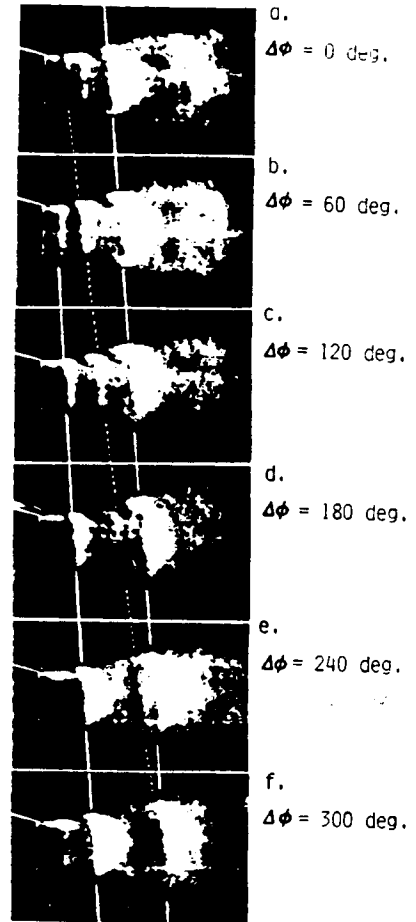 a.
Δϕ = 0 deg.
b.
Δϕ = 60 deg.
c.
Δϕ = 120 deg.
d.
Δϕ = 180 deg.
e.
Δϕ = 240 deg.
f.
Δϕ = 300 deg.